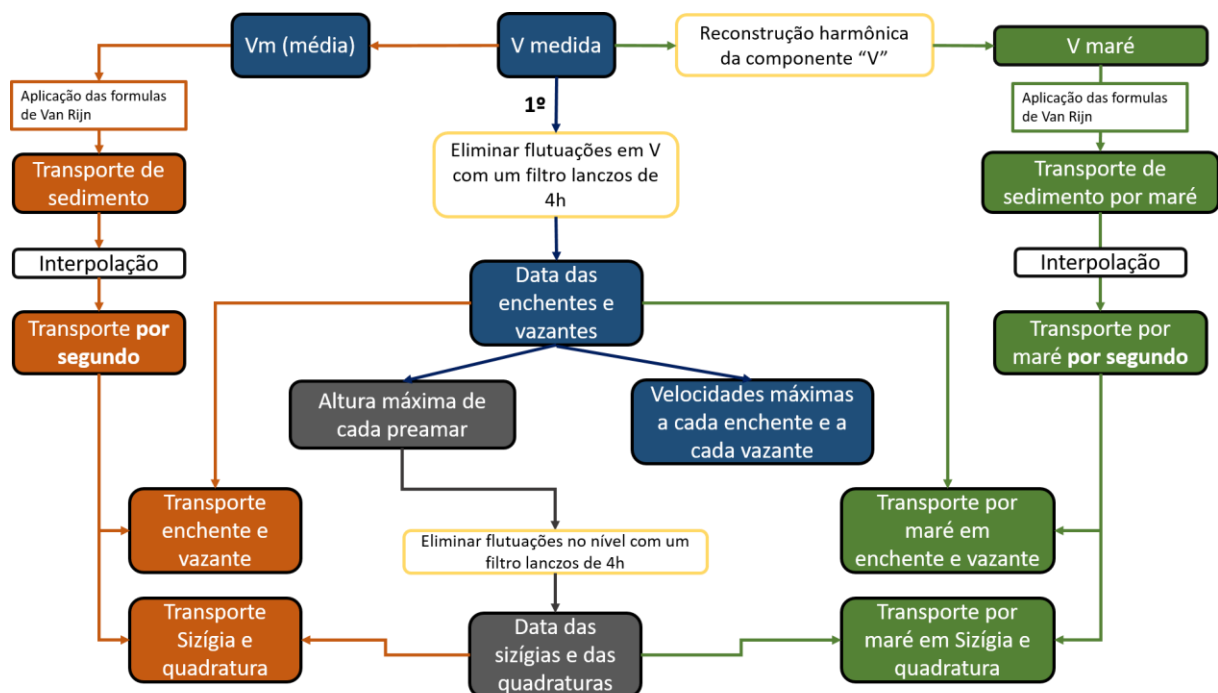 Vm (média)
V medida
Reconstrução harmônica
da componente “V”
V maré
1º
Aplicação das formulas
de Van Rijn
Aplicação das formulas
de Van Rijn
Eliminar flutuações em V
com um filtro lanczos de
4h
Transporte de
sedimento
Transporte de
sedimento por maré
Interpolação
Interpolação
Data das
enchentes e
vazantes
Transporte por
segundo
Transporte por
maré por segundo
Altura máxima de
cada preamar
Velocidades máximas
a cada enchente e a
cada vazante
Transporte
enchente e
vazante
Transporte por
maré em
enchente e vazante
Eliminar flutuações no nível com um
filtro lanczos de 4h
Transporte
Sizígia e
quadratura
Data das
sizígias e das
quadraturas
Transporte por
maré em Sizígia e
quadratura